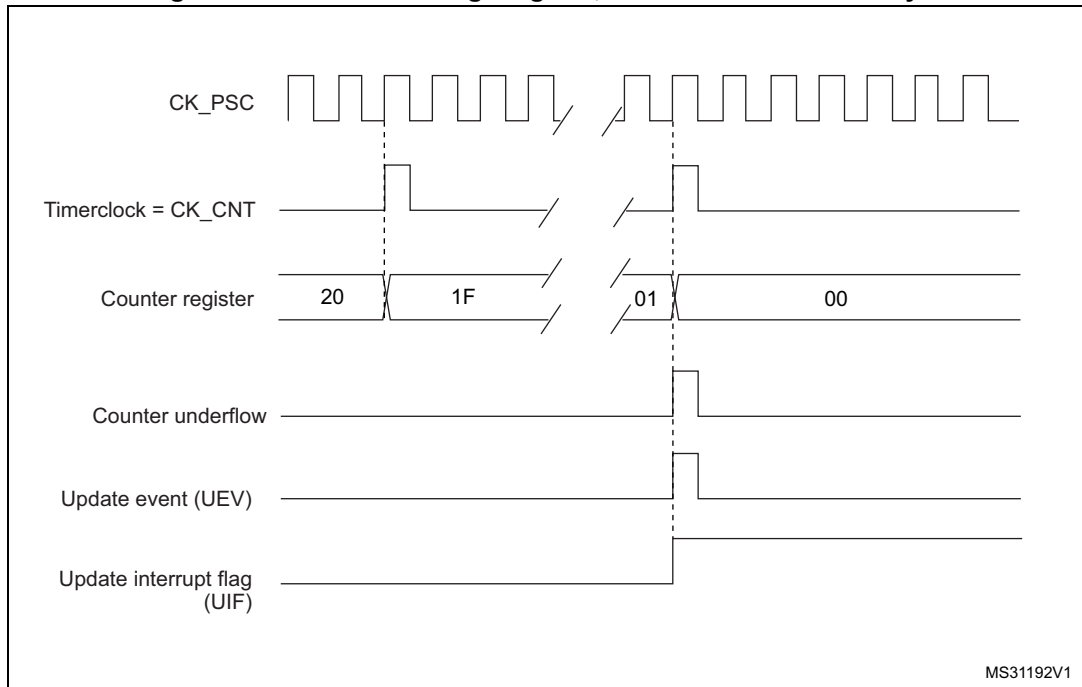 CK_PSC
Timerclock = CK_CNT
Counter register
20
1F
01
00
Counter underflow
Update event (UEV)
Update interrupt flag
(UIF)
MS31192V1